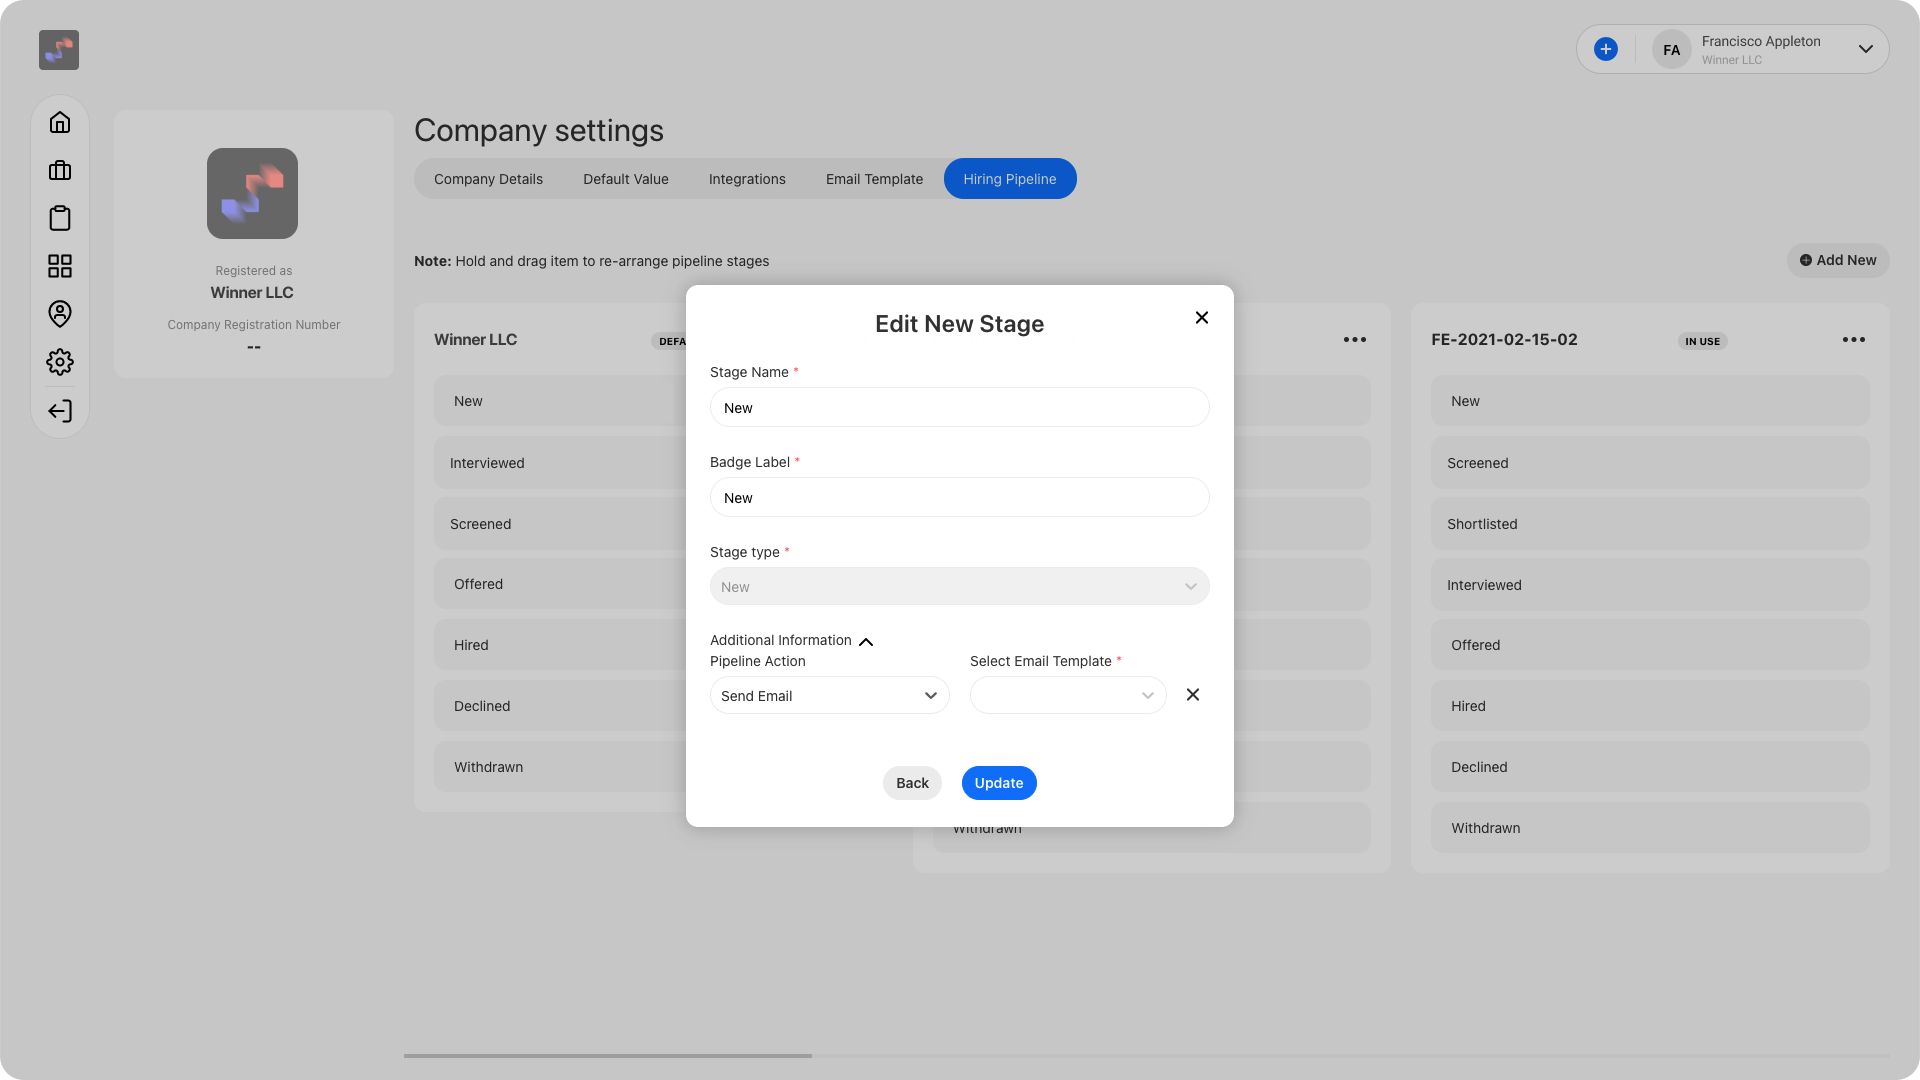 FA
Francisco Appleton
Winner LLC
Registered as
Winner LLC
Company Registration Number
--
Company settings
Company Details
Default Value
Integrations
Email Template
Hiring Pipeline
Note: Hold and drag item to re-arrange pipeline stages
Add New
Winner LLC
DEFA
New
Interviewed
Screened
Offered
Hired
Declined
Withdrawn
Withdrawn
FE-2021-02-15-02
IN USE
New
Screened
Shortlisted
Interviewed
Offered
Hired
Declined
Withdrawn
Edit New Stage
Stage Name *
New
Badge Label *
New
Stage type *
New
Additional Information
Pipeline Action
Select Email Template *
Send Email
Back
Update